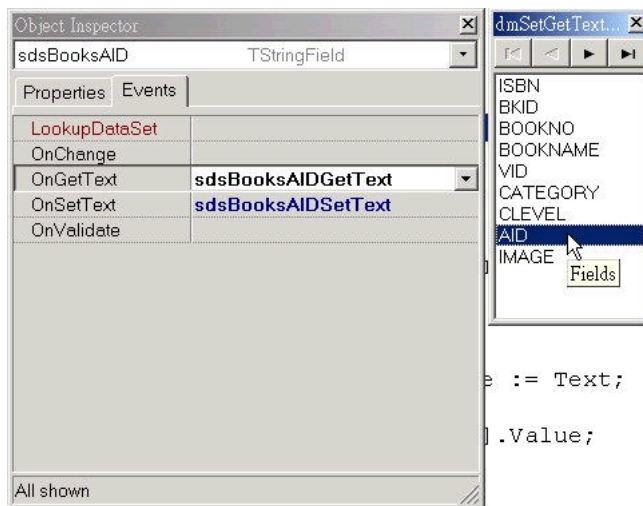 Object Inspector
sdsBooksAID TStringField
Properties Events
LookupDataSet
OnChange
OnGetText sdsBooksAIDGetText
OnSetText sdsBooksAIDSetText
OnValidate
All shown
dmSetGetText...
ISBN
BKID
BOOKNO
BOOKNAME
VID
CATEGORY
CLEVEL
AID
IMAGE
Fields
e := Text;
].Value;